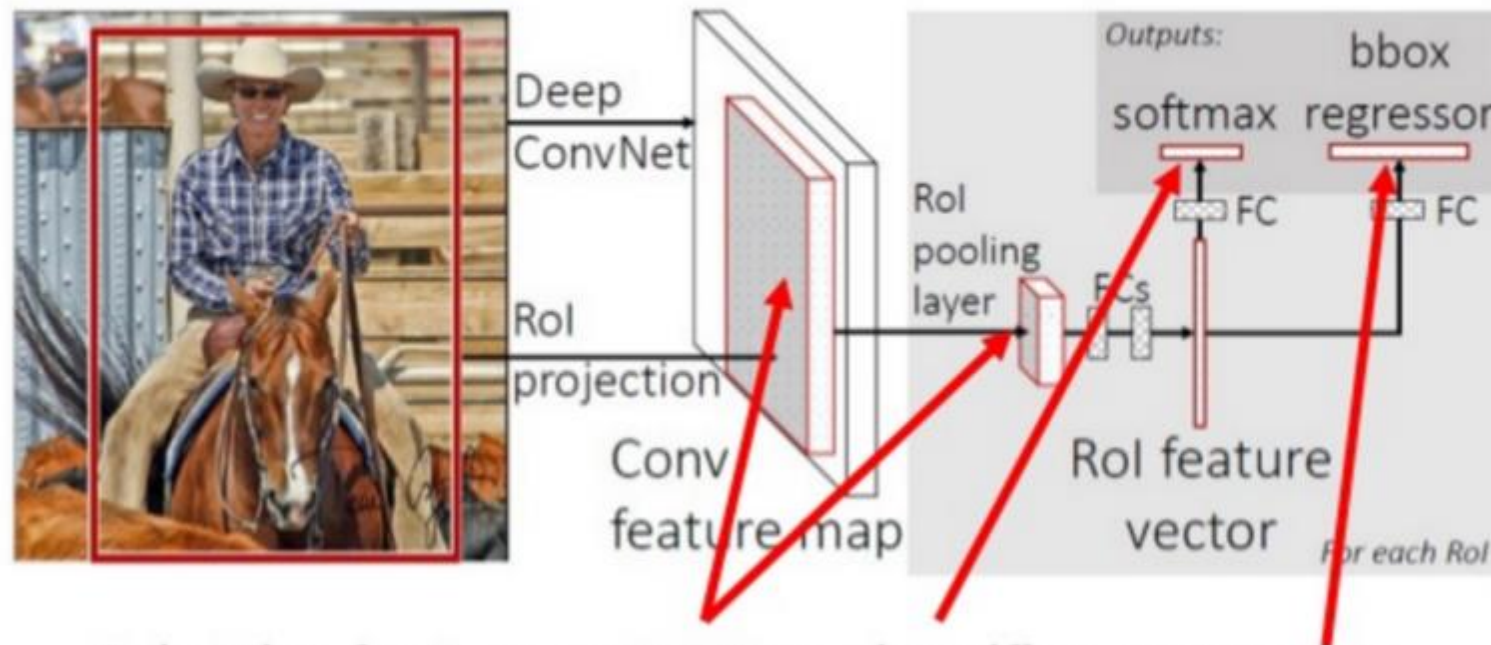 Deep
ConvNet
RoI
projection
Conv
feature map
RoI
pooling
layer
FCs
RoI feature
vector
For each RoI
Outputs:
softmax
bbox
regressor
FC
FC